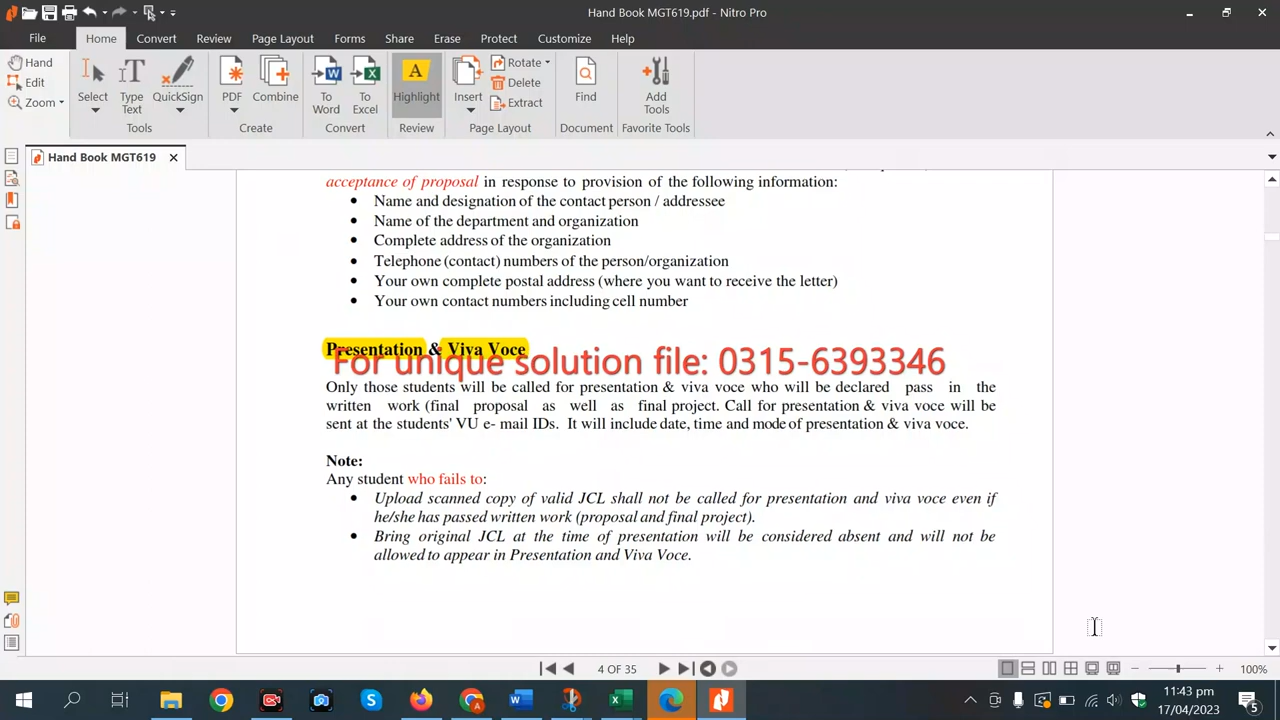 Hand Book MGT619.pdf - Nitro Pro
File Home Convert Review Page Layout Forms Share Erase Protect Customize Help
Hand
Edit
Zoom
Select
Type Text
QuickSign
Tools
PDF
Combine
Create
To Word
To Excel
Convert
Highlight
Review
Insert
Rotate
Delete
Extract
Page Layout
Find
Document
Add Tools
Favorite Tools
Hand Book MGT619
acceptance of proposal in response to provision of the following information:
• Name and designation of the contact person / addressee
• Name of the department and organization
• Complete address of the organization
• Telephone (contact) numbers of the person/organization
• Your own complete postal address (where you want to receive the letter)
• Your own contact numbers including cell number
Presentation & Viva Voce
For unique solution file: 0315-6393346
Only those students will be called for presentation & viva voce who will be declared pass in the
written work (final proposal as well as final project. Call for presentation & viva voce will be
sent at the students' VU e- mail IDs. It will include date, time and mode of presentation & viva voce.
Note:
Any student who fails to:
• Upload scanned copy of valid JCL shall not be called for presentation and viva voce even if
he/she has passed written work (proposal and final project).
• Bring original JCL at the time of presentation will be considered absent and will not be
allowed to appear in Presentation and Viva Voce.
4 OF 35
100%
11:43 pm
17/04/2023
5